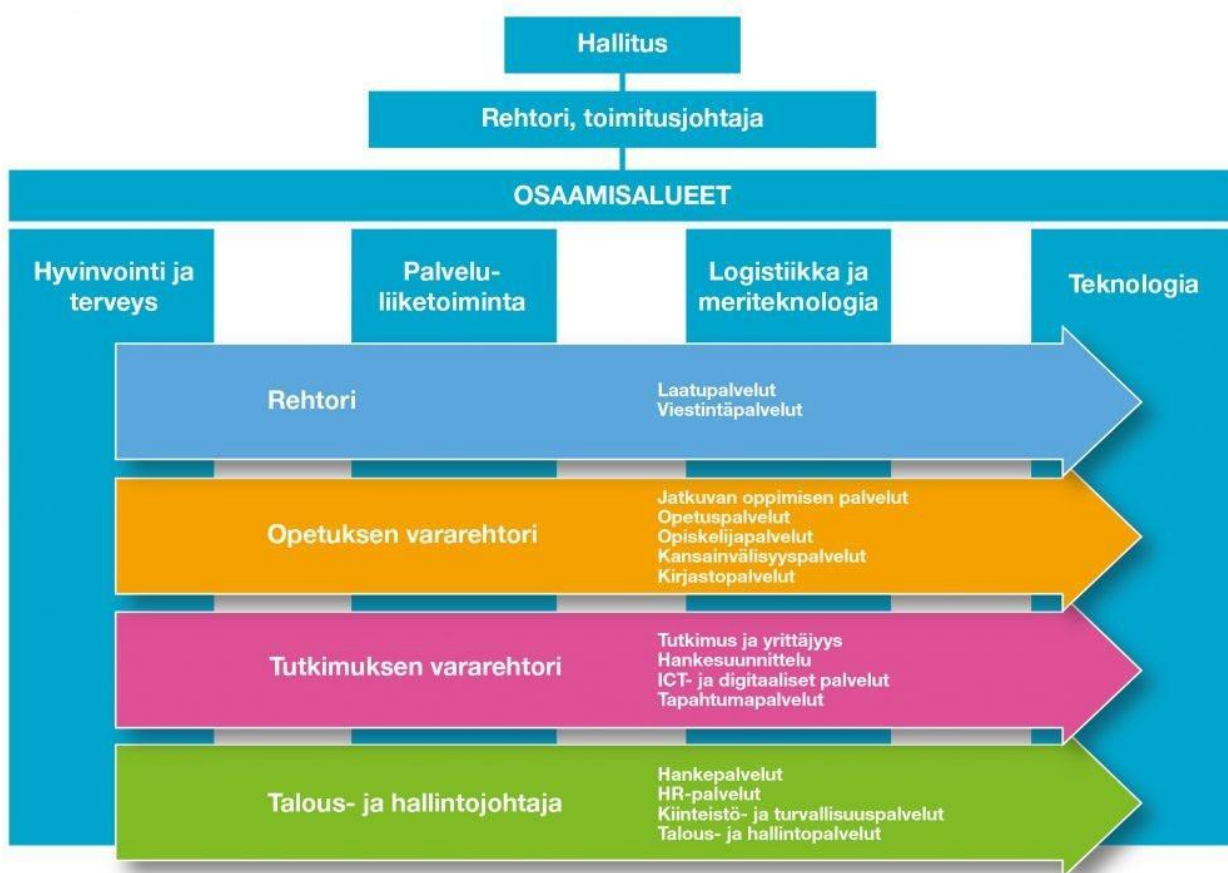 Hallitus
Rehtori, toimitusjohtaja
OSAAMISALUEET
Hyvinvointi ja
terveys
Palvelu-
liiketoiminta
Logistiikka ja
meriteknologia
Teknologia
Rehtori
Laatupalvelut
Viestintäpalvelut
Opetuksen vararehtori
Jatkuvan oppimisen palvelut
Opetuspalvelut
Opiskelijapalvelut
Kansainvälisyyspalvelut
Kirjastopalvelut
Tutkimuksen vararehtori
Tutkimus ja yrittäjyys
Hankesuunnittelu
ICT- ja digitaaliset palvelut
Tapahtumapalvelut
Talous- ja hallintojohtaja
Hankepalvelut
HR-palvelut
Kiinteistö- ja turvallisuuspalvelut
Talous- ja hallintopalvelut